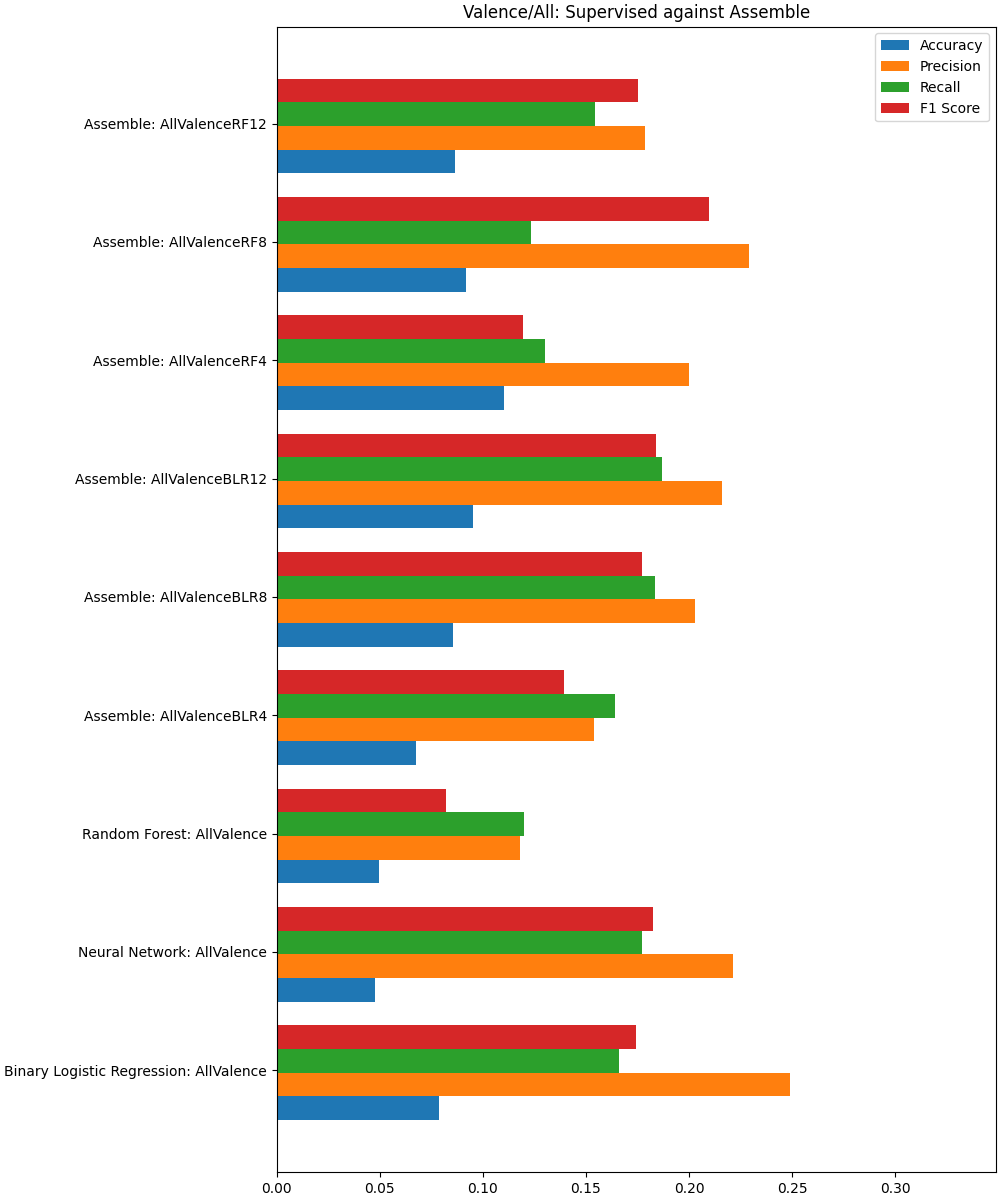 Valence/All: Supervised against Assemble
Accuracy
Precision
Recall
F1 Score
Assemble: AllValenceRF12
Assemble: AllValenceRF8
Assemble: AllValenceRF4
Assemble: AllValenceBLR12
Assemble: AllValenceBLR8
Assemble: AllValenceBLR4
Random Forest: AllValence
Neural Network: AllValence
Binary Logistic Regression: AllValence
0.00 0.05 0.10 0.15 0.20 0.25 0.30